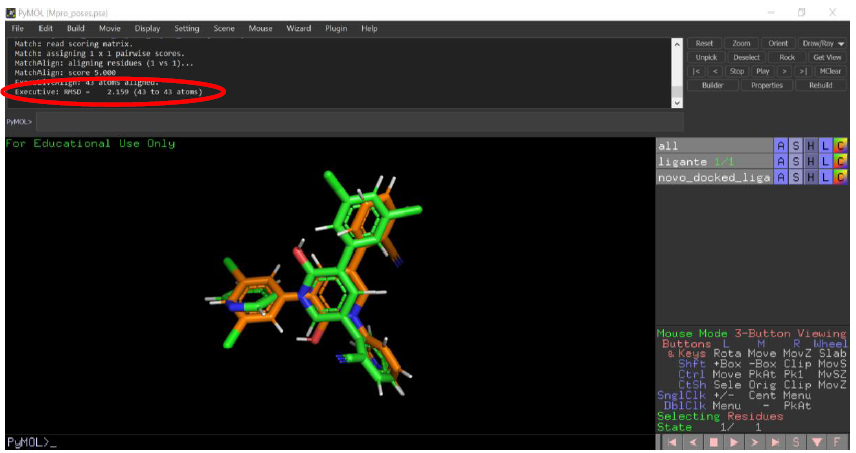 PyMOL (Mpro_poses.pse)
File Edit Build Movie Display Setting Scene Mouse Wizard Plugin Help
Match: read scoring matrix.
Match: assigning 1 x 1 pairwise scores.
MatchAlign: aligning residues (1 vs 1)...
MatchAlign: score 5.000
ExecutiveAlign: 43 atoms aligned.
Executive: RMSD = 2.159 (43 to 43 atoms)
Reset Zoom Orient Draw/Ray
Unpick Deselect Rock Get View
|< < Stop Play > >| MClear
Builder Properties Rebuild
PyMOL>
For Educational Use Only
all A S H L C
ligante 1/1 A S H L C
novo_docked_liga A S H L C
Mouse Mode 3-Button Viewing
Buttons L M R Wheel
& Keys Rota Move MovZ Slab
Shft +Box -Box Clip MovS
Ctrl Move PkAt Pk1 MvSZ
CtSh Sele Orig Clip MovZ
SnglClk +/- Cent Menu
DblClk Menu - PkAt
Selecting Residues
State 1/ 1
PyMOL>_
S F